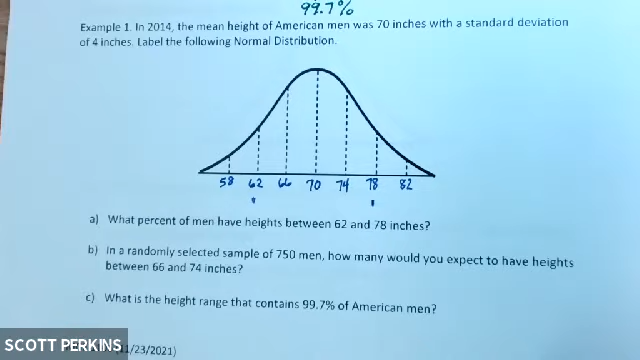 99.7%
Example 1. In 2014, the mean height of American men was 70 inches with a standard deviation
of 4 inches. Label the following Normal Distribution.
58 62 66 70 74 78 82
a) What percent of men have heights between 62 and 78 inches?
b) In a randomly selected sample of 750 men, how many would you expect to have heights
between 66 and 74 inches?
c) What is the height range that contains 99.7% of American men?
SCOTT PERKINS
1/23/2021)